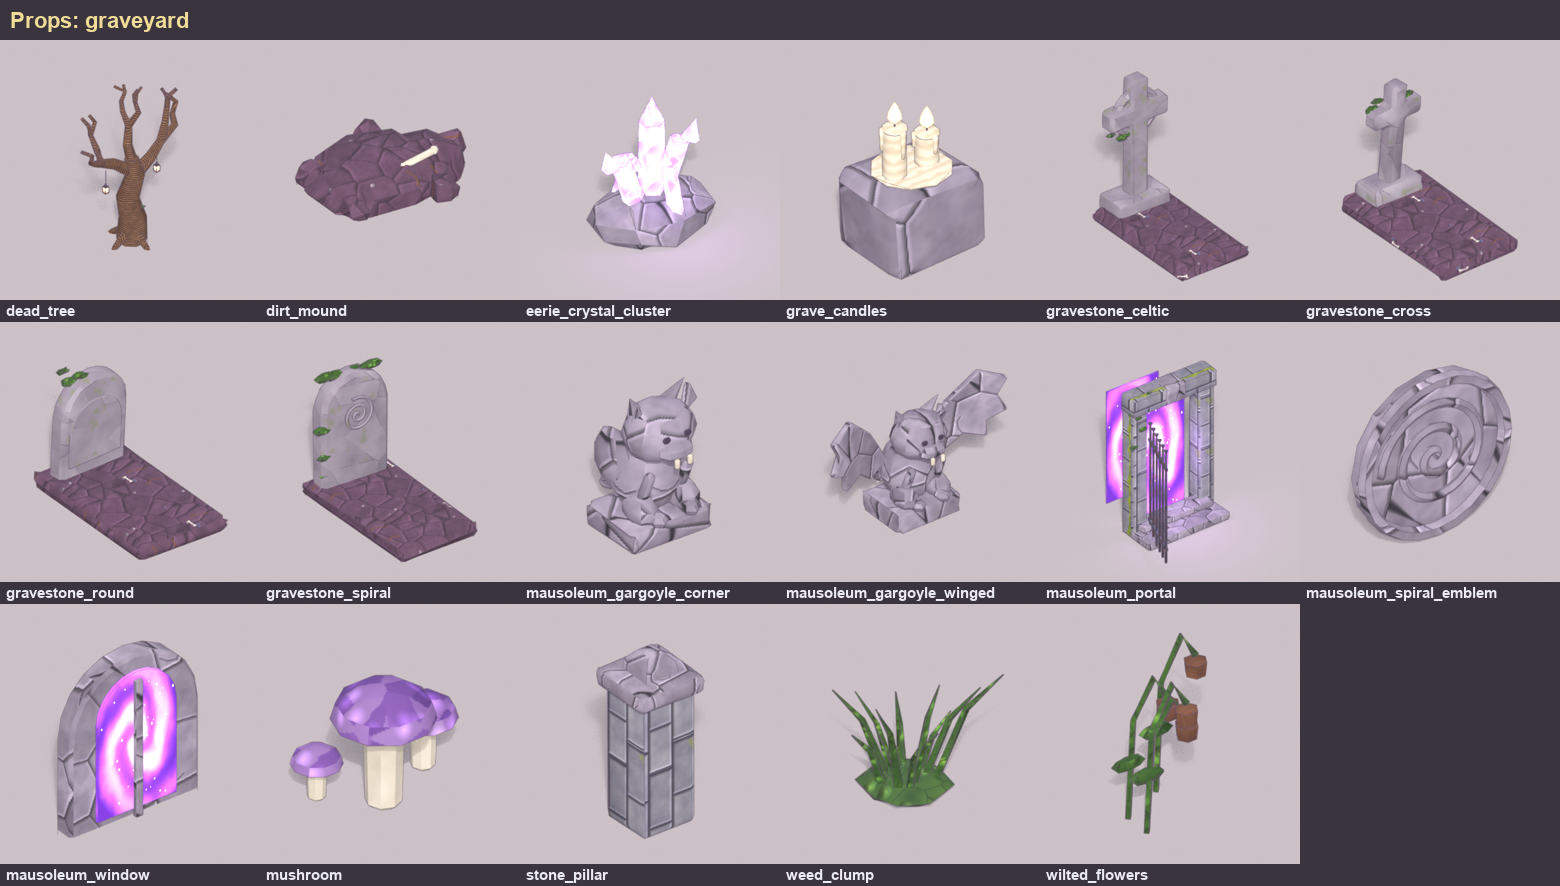 Props: graveyard
dead_tree
dirt_mound
eerie_crystal_cluster
grave_candles
gravestone_celtic
gravestone_cross
gravestone_round
gravestone_spiral
mausoleum_gargoyle_corner
mausoleum_gargoyle_winged
mausoleum_portal
mausoleum_spiral_emblem
mausoleum_window
mushroom
stone_pillar
weed_clump
wilted_flowers